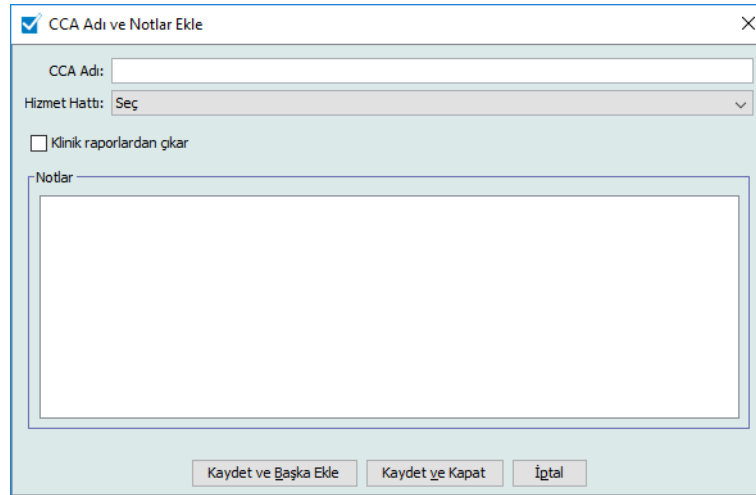 CCA Adı ve Notlar Ekle
CCA Adı:
Hizmet Hattı: Seç
Klinik raporlardan çıkar
Notlar
Kaydet ve Başka Ekle Kaydet ve Kapat İptal